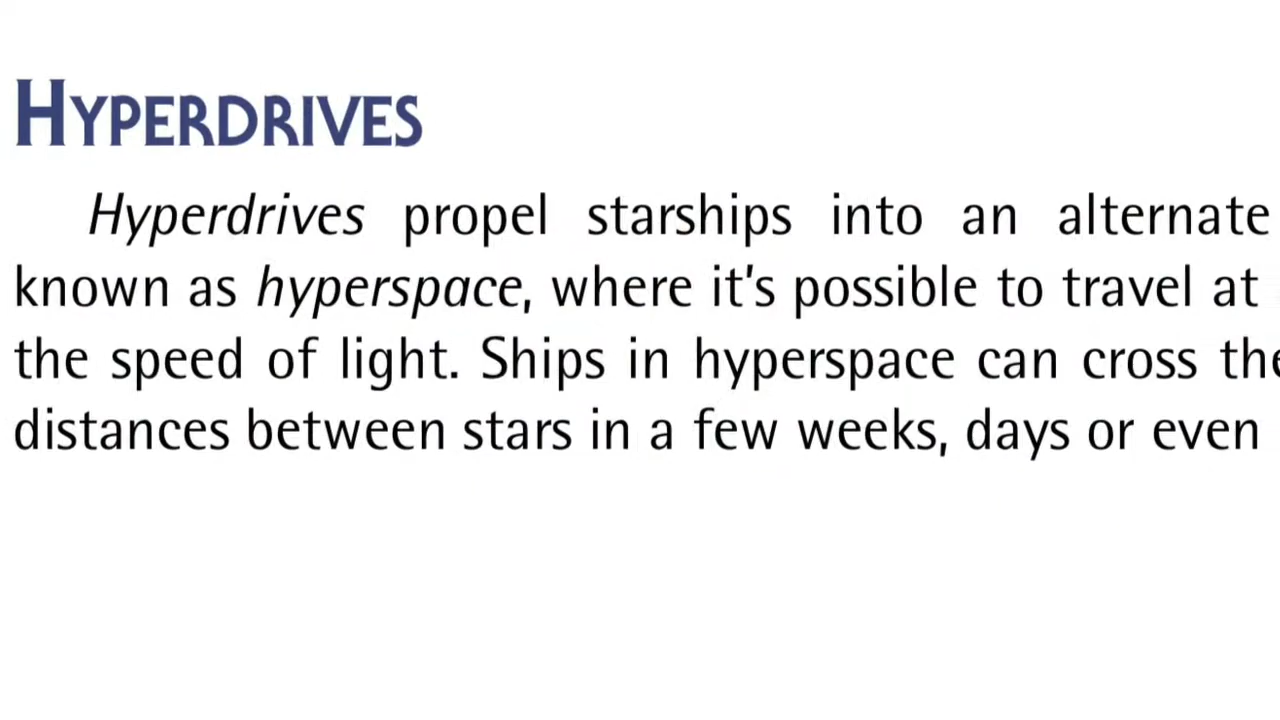 HYPERDRIVES
Hyperdrives propel starships into an alternate
known as hyperspace, where it's possible to travel at
the speed of light. Ships in hyperspace can cross
distances between stars in a few weeks, days or even